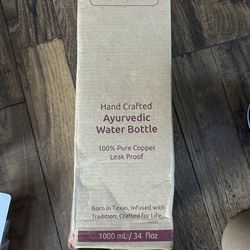 Hand Crafted
Ayurvedic
Water Bottle
100% Pure Copper
Leak Proof
Born in Texas, Infused with
Tradition, Crafted for Life.
1000 mL / 34 floz